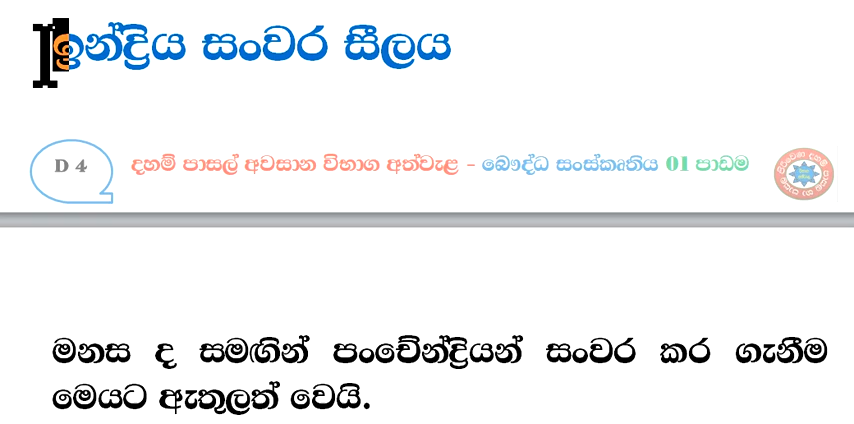 ඉන්ද්‍රිය සංවර සීලය
D 4
දහම් පාසල් අවසාන විභාග අත්වැළ - බෞද්ධ සංස්කෘතිය 01 පාඩම
මනස ද සමඟින් පංචේන්ද්‍රියන් සංවර කර ගැනීම
මෙයට ඇතුලත් වෙයි.